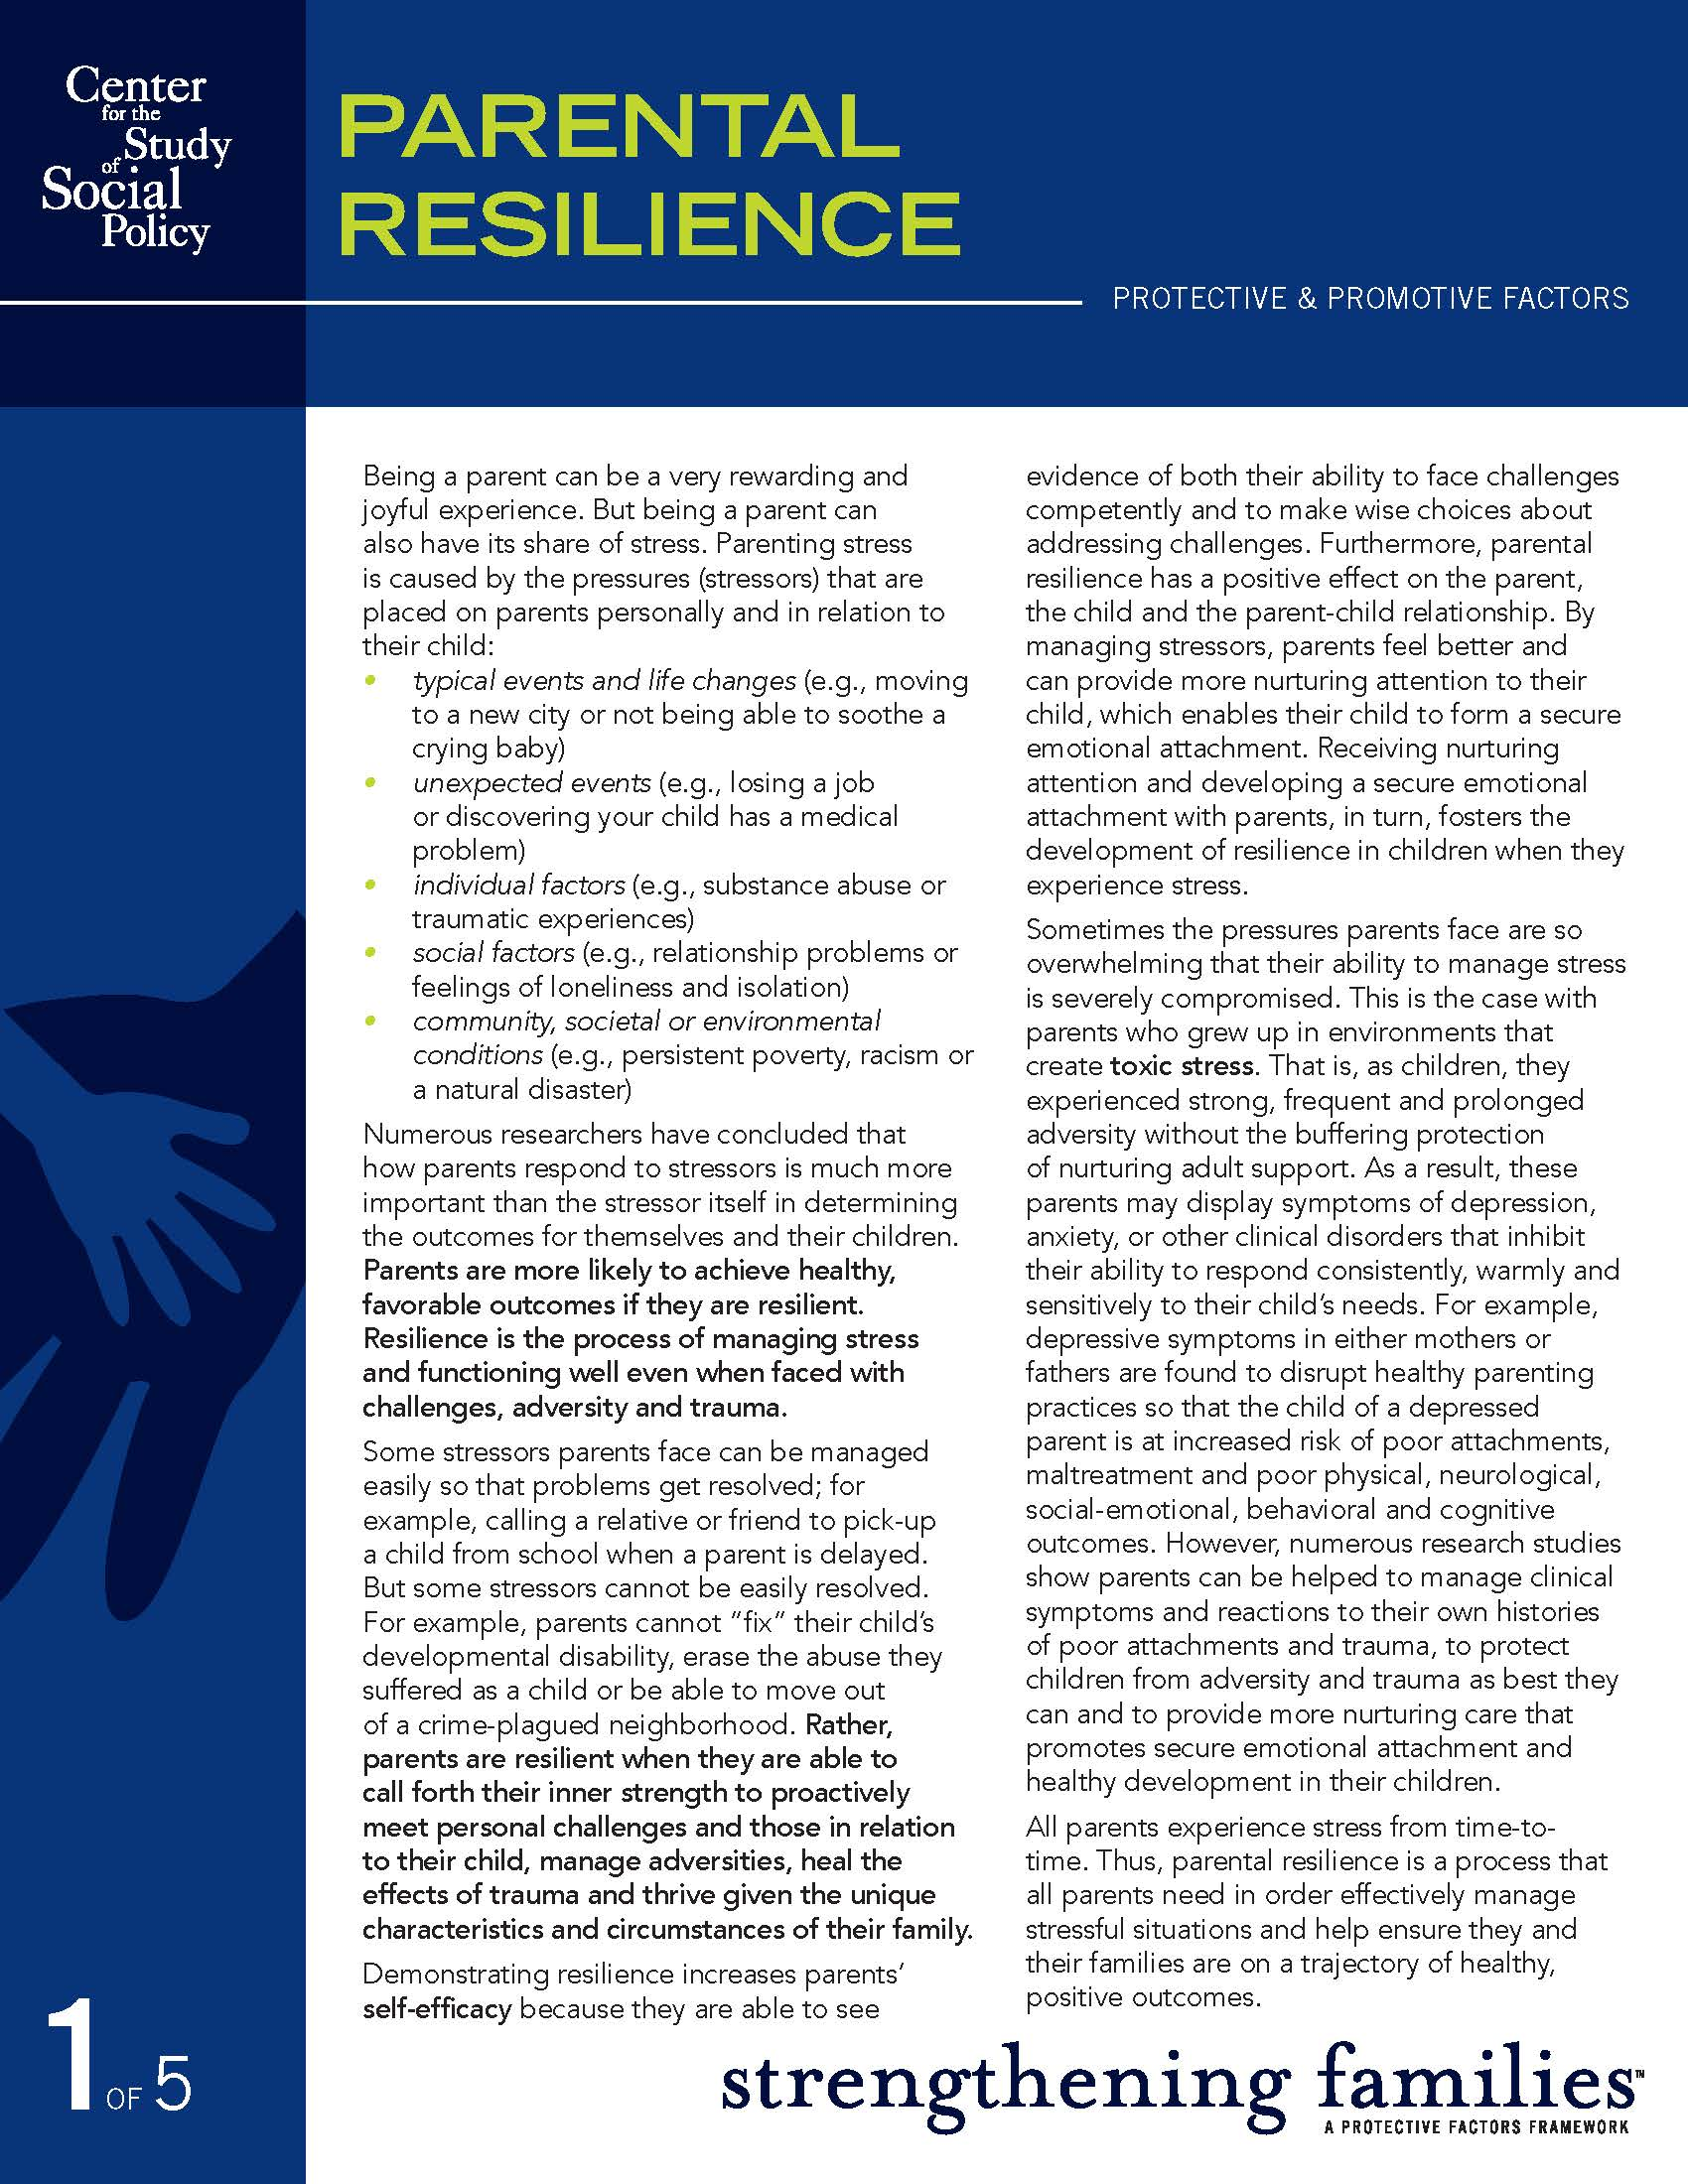 Center
for the
Study
of
Social
Policy
PARENTAL
RESILIENCE
PROTECTIVE & PROMOTIVE FACTORS
Being a parent can be a very rewarding and
joyful experience. But being a parent can
also have its share of stress. Parenting stress
is caused by the pressures (stressors) that are
placed on parents personally and in relation to
their child:
• typical events and life changes (e.g., moving
to a new city or not being able to soothe a
crying baby)
• unexpected events (e.g., losing a job
or discovering your child has a medical
problem)
• individual factors (e.g., substance abuse or
traumatic experiences)
• social factors (e.g., relationship problems or
feelings of loneliness and isolation)
• community, societal or environmental
conditions (e.g., persistent poverty, racism or
a natural disaster)
Numerous researchers have concluded that
how parents respond to stressors is much more
important than the stressor itself in determining
the outcomes for themselves and their children.
Parents are more likely to achieve healthy,
favorable outcomes if they are resilient.
Resilience is the process of managing stress
and functioning well even when faced with
challenges, adversity and trauma.
Some stressors parents face can be managed
easily so that problems get resolved; for
example, calling a relative or friend to pick-up
a child from school when a parent is delayed.
But some stressors cannot be easily resolved.
For example, parents cannot “fix” their child’s
developmental disability, erase the abuse they
suffered as a child or be able to move out
of a crime-plagued neighborhood. Rather,
parents are resilient when they are able to
call forth their inner strength to proactively
meet personal challenges and those in relation
to their child, manage adversities, heal the
effects of trauma and thrive given the unique
characteristics and circumstances of their family.
Demonstrating resilience increases parents’
self-efficacy because they are able to see
evidence of both their ability to face challenges
competently and to make wise choices about
addressing challenges. Furthermore, parental
resilience has a positive effect on the parent,
the child and the parent-child relationship. By
managing stressors, parents feel better and
can provide more nurturing attention to their
child, which enables their child to form a secure
emotional attachment. Receiving nurturing
attention and developing a secure emotional
attachment with parents, in turn, fosters the
development of resilience in children when they
experience stress.
Sometimes the pressures parents face are so
overwhelming that their ability to manage stress
is severely compromised. This is the case with
parents who grew up in environments that
create toxic stress. That is, as children, they
experienced strong, frequent and prolonged
adversity without the buffering protection
of nurturing adult support. As a result, these
parents may display symptoms of depression,
anxiety, or other clinical disorders that inhibit
their ability to respond consistently, warmly and
sensitively to their child’s needs. For example,
depressive symptoms in either mothers or
fathers are found to disrupt healthy parenting
practices so that the child of a depressed
parent is at increased risk of poor attachments,
maltreatment and poor physical, neurological,
social-emotional, behavioral and cognitive
outcomes. However, numerous research studies
show parents can be helped to manage clinical
symptoms and reactions to their own histories
of poor attachments and trauma, to protect
children from adversity and trauma as best they
can and to provide more nurturing care that
promotes secure emotional attachment and
healthy development in their children.
All parents experience stress from time-to-
time. Thus, parental resilience is a process that
all parents need in order effectively manage
stressful situations and help ensure they and
their families are on a trajectory of healthy,
positive outcomes.
1 OF 5
strengthening families™
A PROTECTIVE FACTORS FRAMEWORK